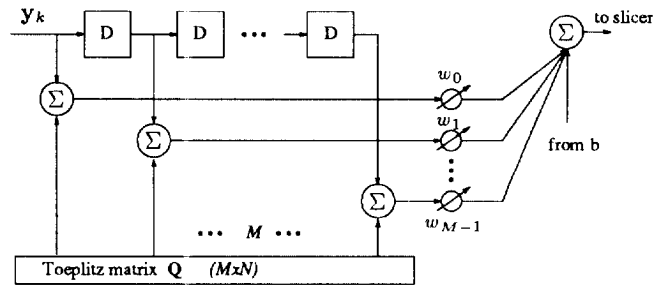 y_k
D D ••• D
Σ to slicer
w_0
Σ
w_1
Σ
from b
Σ
w_{M−1}
••• M •••
Toeplitz matrix Q (MxN)